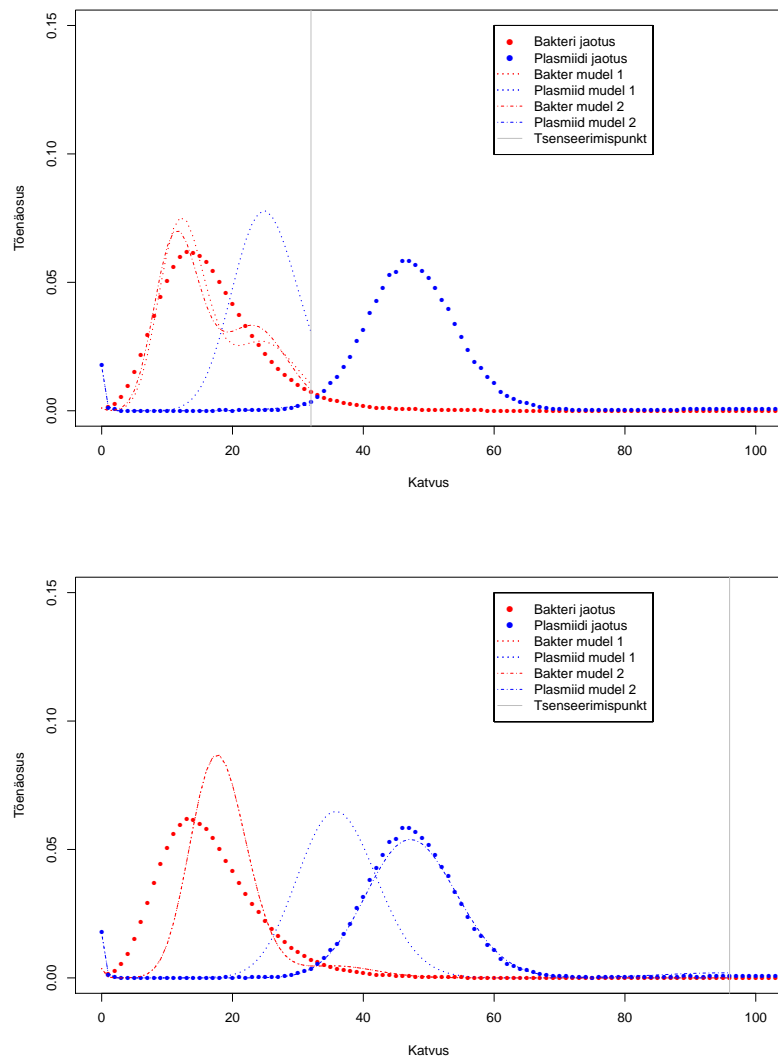 0.15
0.10
0.05
0.00
Tõenäosus
Bakteri jaotus
Plasmiidi jaotus
Bakter mudel 1
Plasmiid mudel 1
Bakter mudel 2
Plasmiid mudel 2
Tsenseerimispunkt
0 20 40 60 80 100
Katvus
0.15
0.10
0.05
0.00
Tõenäosus
Bakteri jaotus
Plasmiidi jaotus
Bakter mudel 1
Plasmiid mudel 1
Bakter mudel 2
Plasmiid mudel 2
Tsenseerimispunkt
0 20 40 60 80 100
Katvus